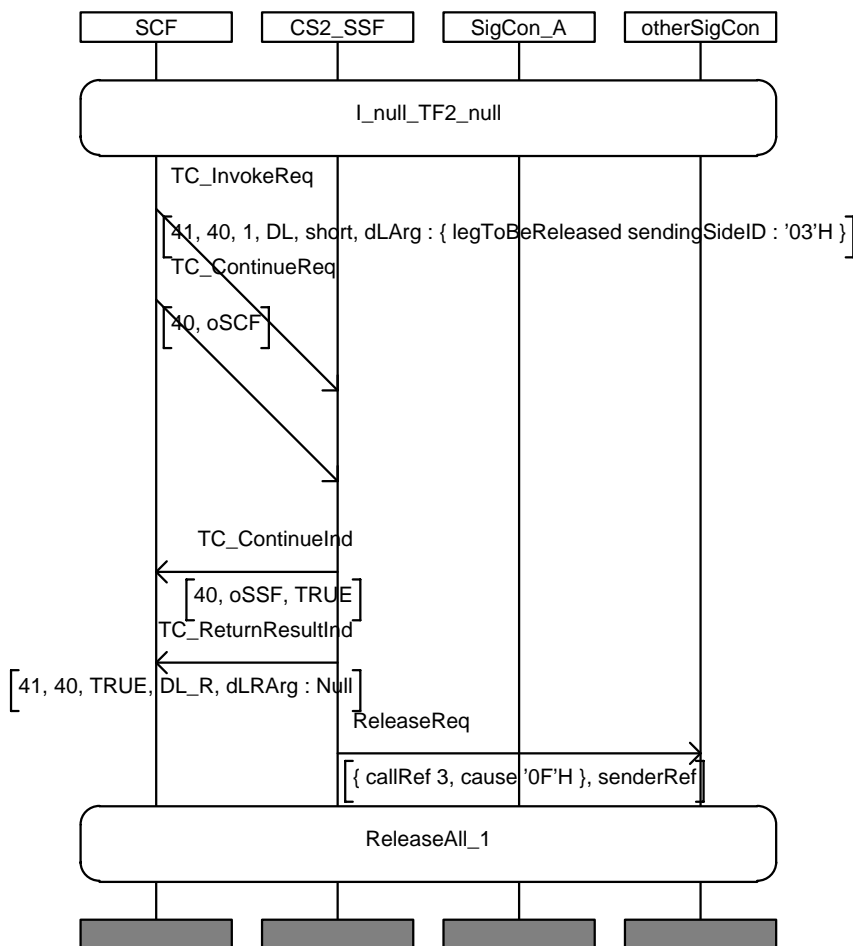 SCF CS2_SSF SigCon_A otherSigCon
I_null_TF2_null
TC_InvokeReq
[41, 40, 1, DL, short, dLArg : { legToBeReleased sendingSideID : '03'H }]
TC_ContinueReq
[40, oSCF]
TC_ContinueInd
[40, oSSF, TRUE]
TC_ReturnResultInd
[41, 40, TRUE, DL_R, dLRArg : Null]
ReleaseReq
[{ callRef 3, cause '0F'H }, senderRef]
ReleaseAll_1